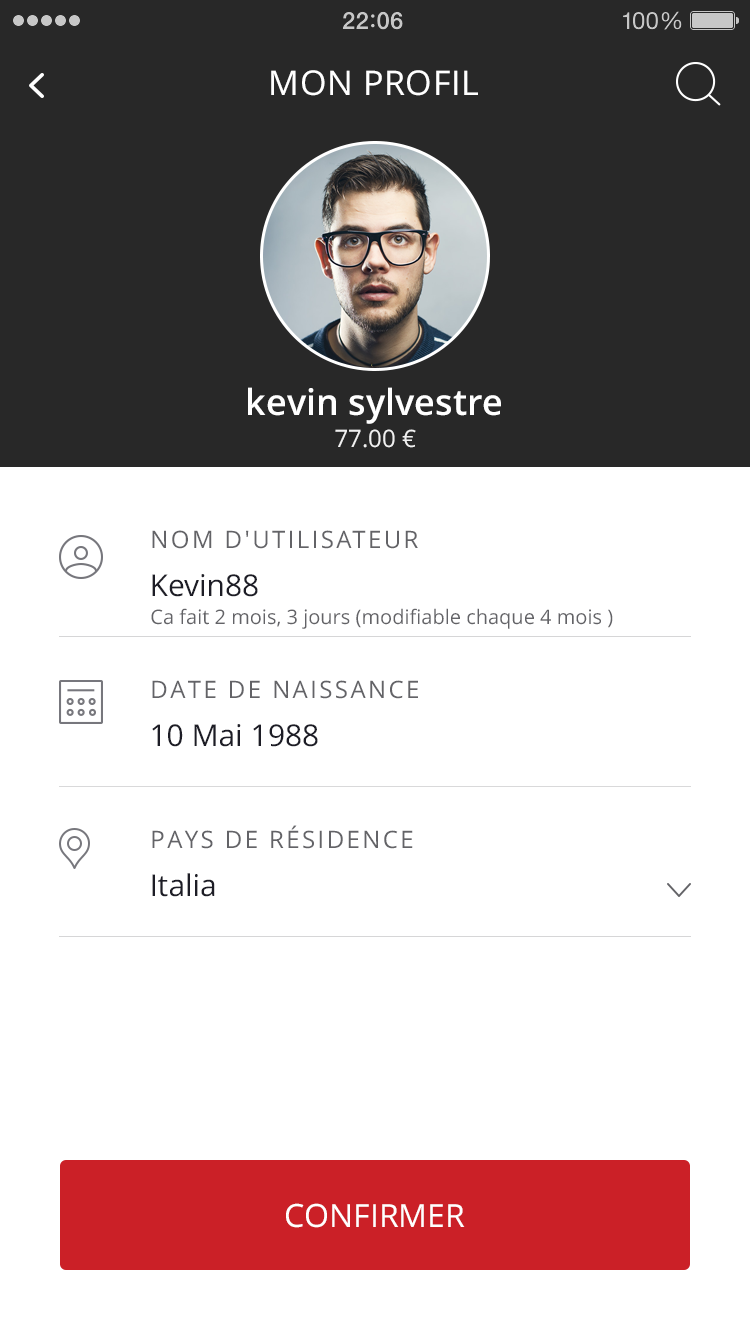 22:06 100%
MON PROFIL
kevin sylvestre
77.00 €
NOM D'UTILISATEUR
Kevin88
Ca fait 2 mois, 3 jours (modifiable chaque 4 mois )
DATE DE NAISSANCE
10 Mai 1988
PAYS DE RÉSIDENCE
Italia
CONFIRMER